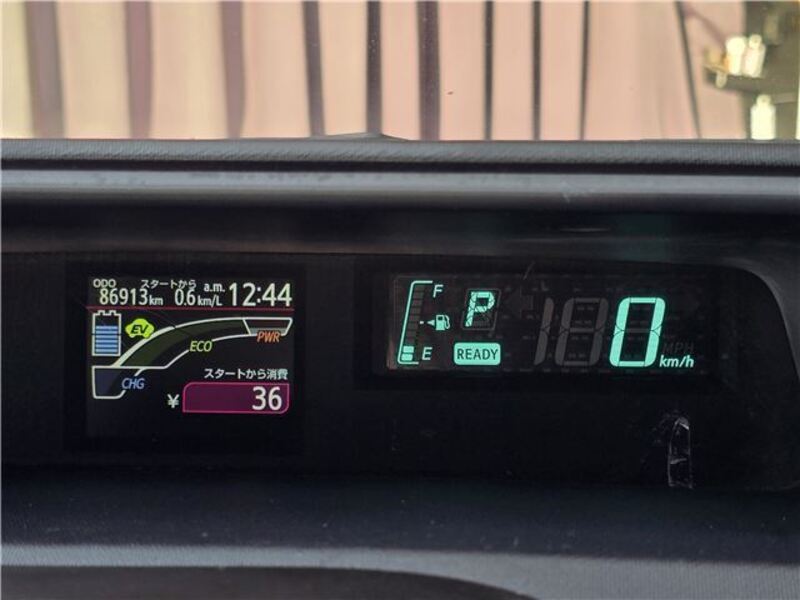 ODO スタートから a.m. 12:44
86913km 0.6km/L
EV
ECO
PWR
CHG
スタートから消費
¥ 36
F
E
P
READY
0 km/h
MPH